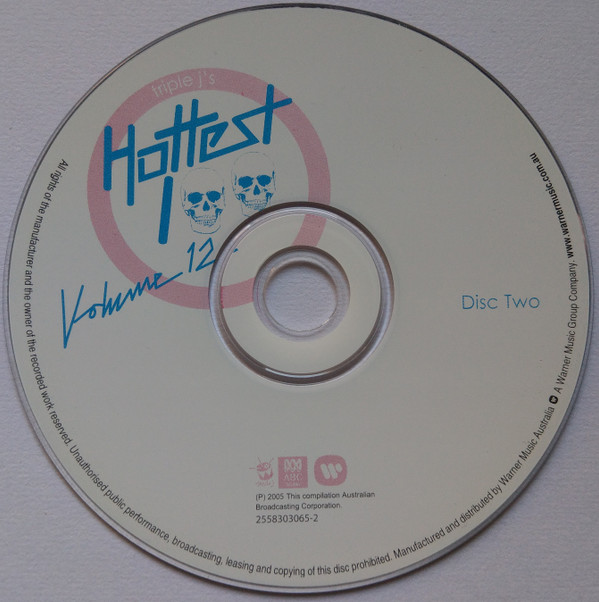 triple j's
Hottest
100
Volume 12
Disc Two
ABC
(P) 2005 This compilation Australian
Broadcasting Corporation.
2558303065-2
All rights of the manufacturer and the owner of the recorded work reserved. Unauthorised public performance, broadcasting, leasing and copying of this disc prohibited. Manufactured and distributed by Warner Music Australia A Warner Music Group Company. www.warnermusic.com.au